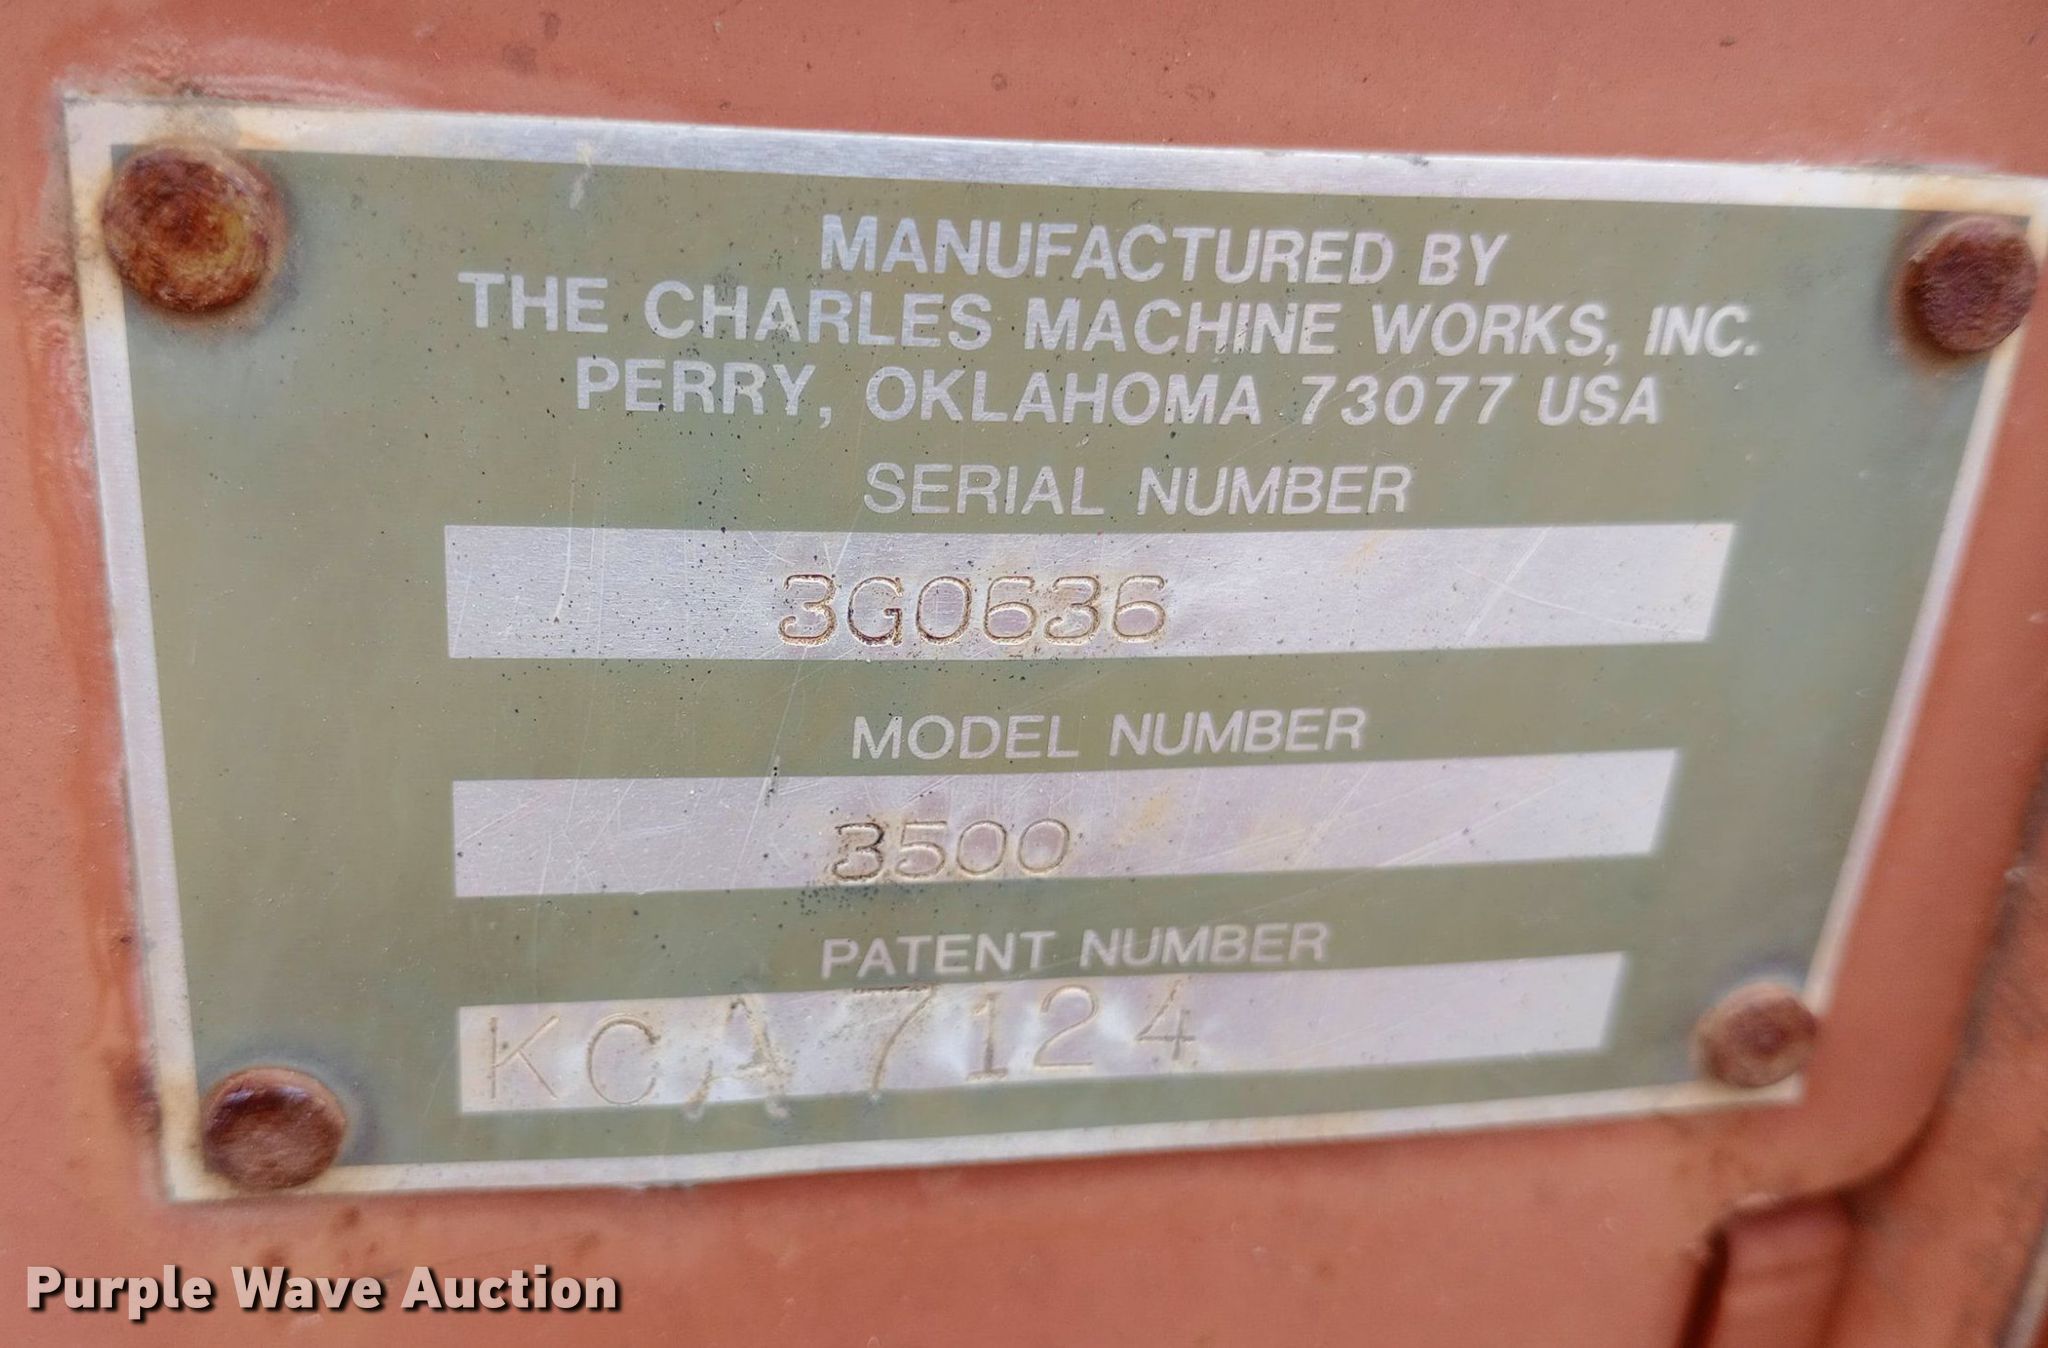 MANUFACTURED BY
THE CHARLES MACHINE WORKS, INC.
PERRY, OKLAHOMA 73077 USA
SERIAL NUMBER
3G0636
MODEL NUMBER
3500
PATENT NUMBER
KCA7124
Purple Wave Auction